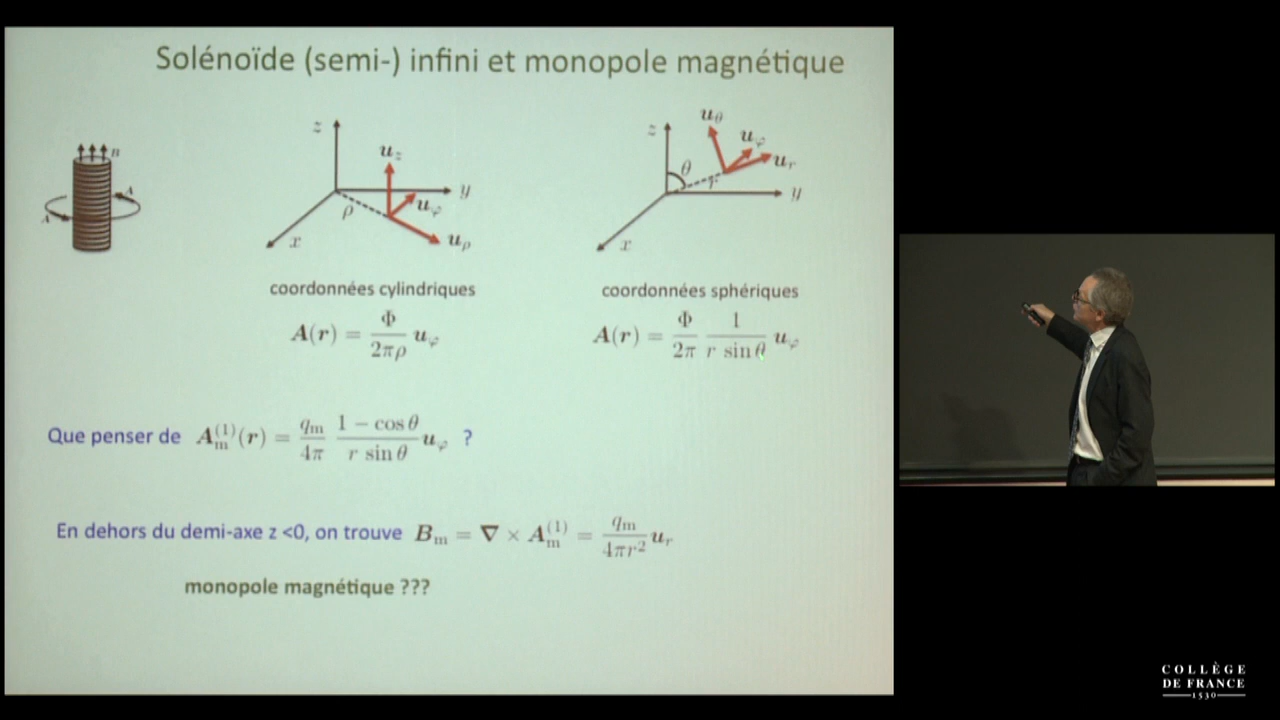 Solénoïde (semi-) infini et monopole magnétique
B
A
A
z
u_z
y
ρ
u_φ
x
u_ρ
z
u_θ
u_φ
θ
u_r
r
y
x
coordonnées cylindriques
A(r) = Φ/(2πρ) u_φ
coordonnées sphériques
A(r) = Φ/(2π) 1/(r sin θ) u_φ
Que penser de A_m^(1)(r) = q_m/(4π) (1 − cos θ)/(r sin θ) u_φ ?
En dehors du demi-axe z <0, on trouve B_m = ∇ × A_m^(1) = q_m/(4πr²) u_r
monopole magnétique ???
COLLÈGE
DE FRANCE
1530